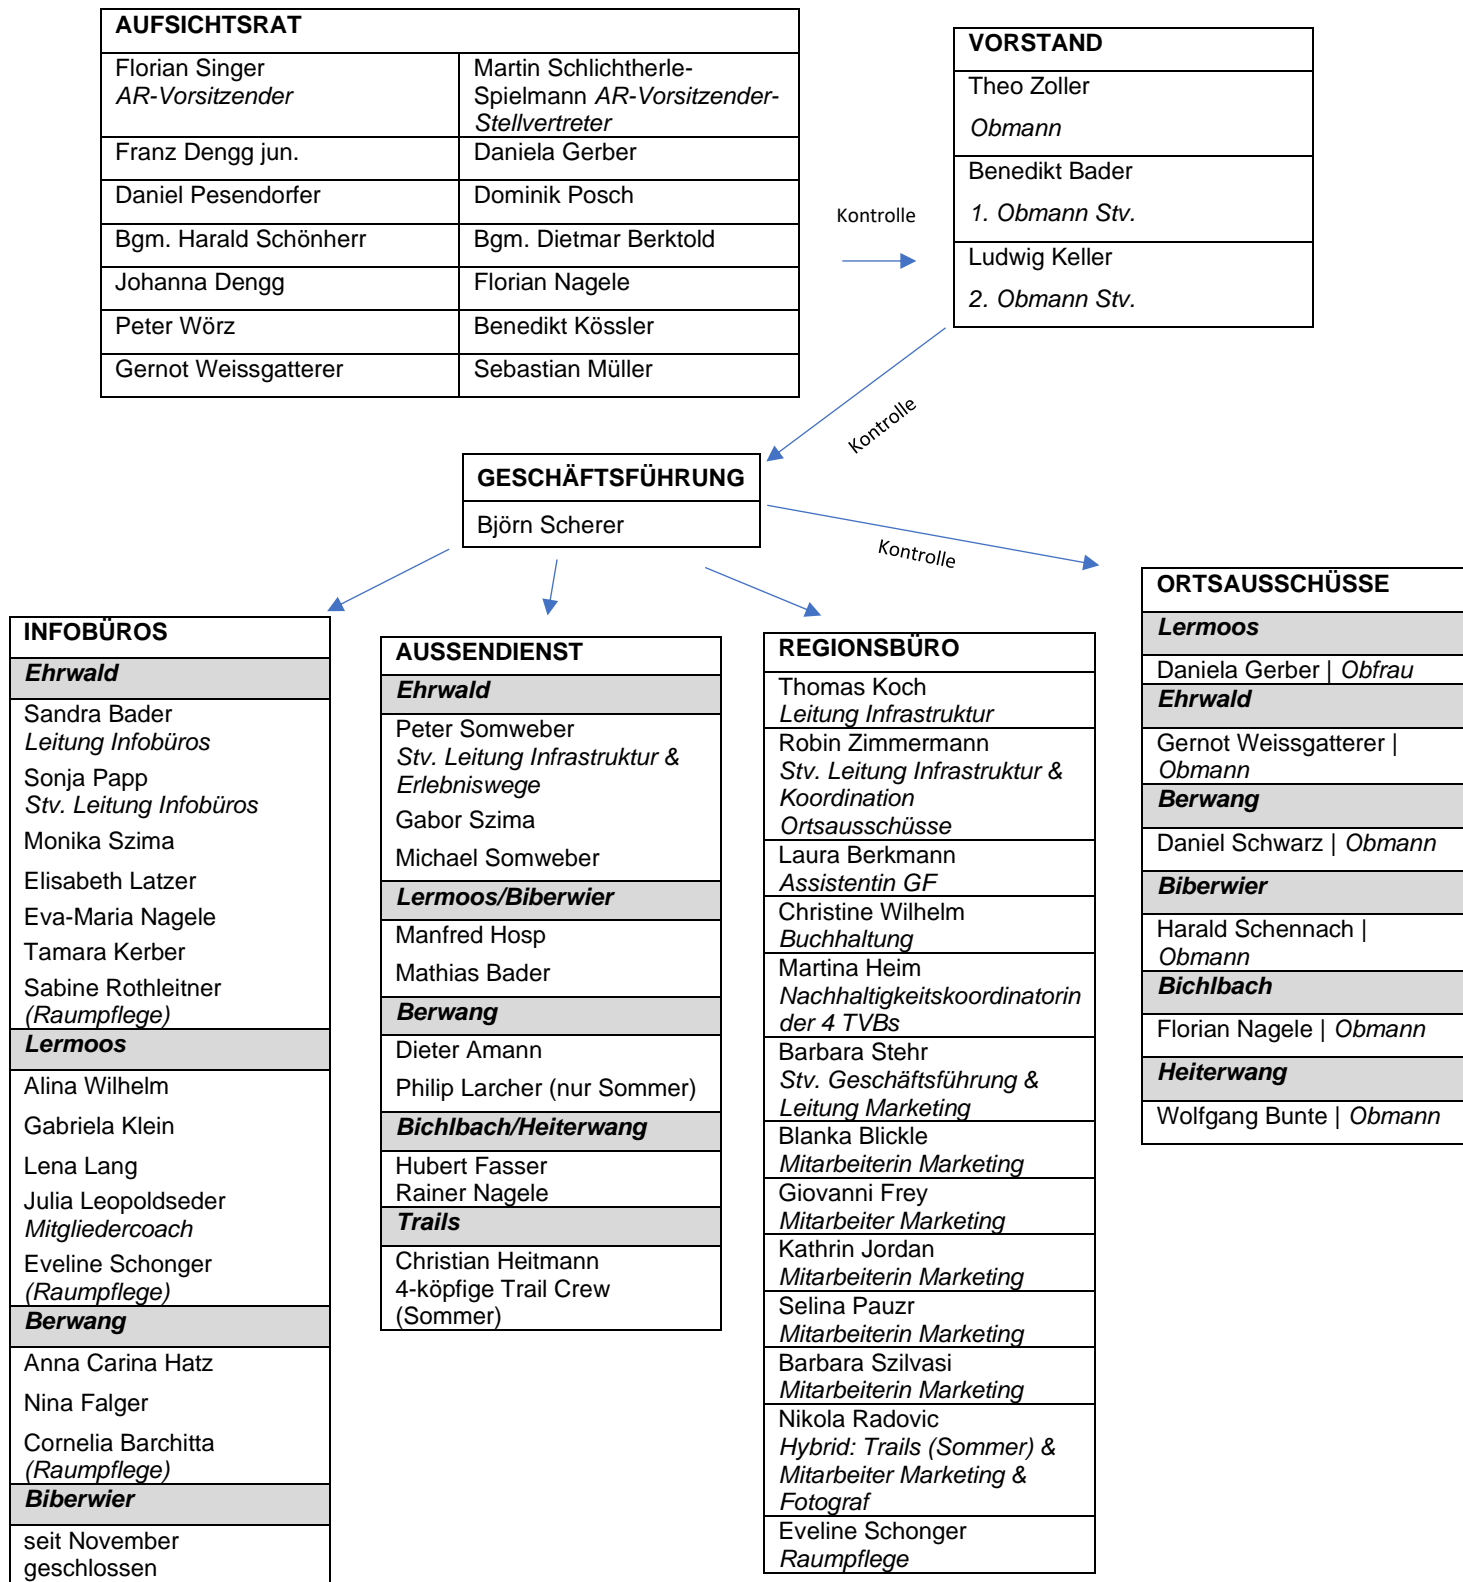 AUFSICHTSRAT
Florian Singer
AR-Vorsitzender
Martin Schlichtherle-
Spielmann AR-Vorsitzender-
Stellvertreter
Franz Dengg jun.
Daniela Gerber
Daniel Pesendorfer
Dominik Posch
Bgm. Harald Schönherr
Bgm. Dietmar Berktold
Johanna Dengg
Florian Nagele
Peter Wörz
Benedikt Kössler
Gernot Weissgatterer
Sebastian Müller
Kontrolle
VORSTAND
Theo Zoller
Obmann
Benedikt Bader
1. Obmann Stv.
Ludwig Keller
2. Obmann Stv.
Kontrolle
GESCHÄFTSFÜHRUNG
Björn Scherer
Kontrolle
INFOBÜROS
Ehrwald
Sandra Bader
Leitung Infobüros
Sonja Papp
Stv. Leitung Infobüros
Monika Szima
Elisabeth Latzer
Eva-Maria Nagele
Tamara Kerber
Sabine Rothleitner
(Raumpflege)
Lermoos
Alina Wilhelm
Gabriela Klein
Lena Lang
Julia Leopoldseder
Mitgliedercoach
Eveline Schonger
(Raumpflege)
Berwang
Anna Carina Hatz
Nina Falger
Cornelia Barchitta
(Raumpflege)
Biberwier
seit November
geschlossen
AUSSENDIENST
Ehrwald
Peter Somweber
Stv. Leitung Infrastruktur &
Erlebniswege
Gabor Szima
Michael Somweber
Lermoos/Biberwier
Manfred Hosp
Mathias Bader
Berwang
Dieter Amann
Philip Larcher (nur Sommer)
Bichlbach/Heiterwang
Hubert Fasser
Rainer Nagele
Trails
Christian Heitmann
4-köpfige Trail Crew
(Sommer)
REGIONSBÜRO
Thomas Koch
Leitung Infrastruktur
Robin Zimmermann
Stv. Leitung Infrastruktur &
Koordination
Ortsausschüsse
Laura Berkmann
Assistentin GF
Christine Wilhelm
Buchhaltung
Martina Heim
Nachhaltigkeitskoordinatorin
der 4 TVBs
Barbara Stehr
Stv. Geschäftsführung &
Leitung Marketing
Blanka Blickle
Mitarbeiterin Marketing
Giovanni Frey
Mitarbeiter Marketing
Kathrin Jordan
Mitarbeiterin Marketing
Selina Pauzr
Mitarbeiterin Marketing
Barbara Szilvasi
Mitarbeiterin Marketing
Nikola Radovic
Hybrid: Trails (Sommer) &
Mitarbeiter Marketing &
Fotograf
Eveline Schonger
Raumpflege
ORTSAUSSCHÜSSE
Lermoos
Daniela Gerber | Obfrau
Ehrwald
Gernot Weissgatterer |
Obmann
Berwang
Daniel Schwarz | Obmann
Biberwier
Harald Schennach |
Obmann
Bichlbach
Florian Nagele | Obmann
Heiterwang
Wolfgang Bunte | Obmann